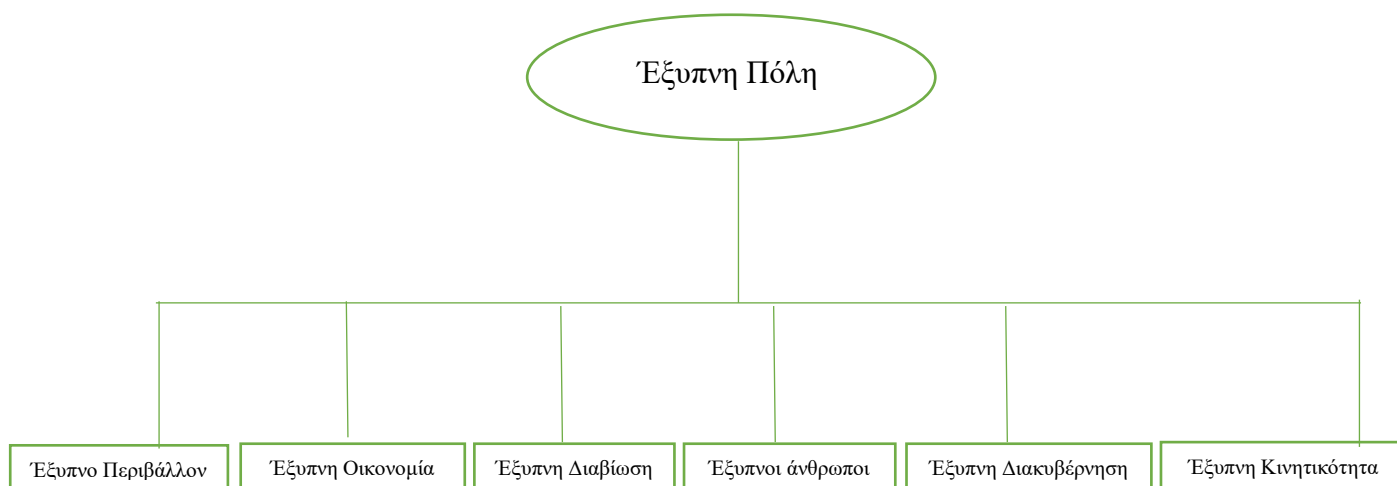 Έξυπνη Πόλη
Έξυπνο Περιβάλλον
Έξυπνη Οικονομία
Έξυπνη Διαβίωση
Έξυπνοι άνθρωποι
Έξυπνη Διακυβέρνηση
Έξυπνη Κινητικότητα